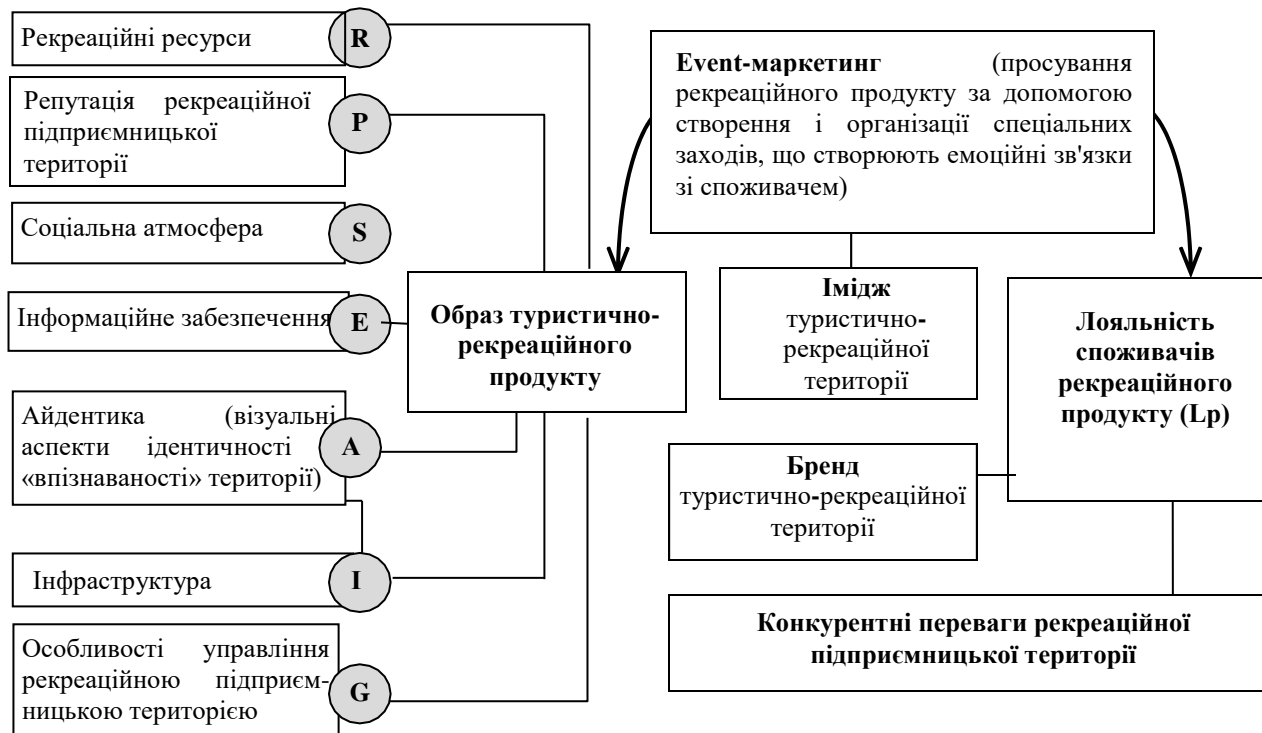 Рекреаційні ресурси
R
Репутація рекреаційної
підприємницької
території
P
Соціальна атмосфера
S
Інформаційне забезпечення
E
Айдентика (візуальні
аспекти ідентичності
«впізнаваності» території)
A
Інфраструктура
I
Особливості управління
рекреаційною підприєм-
ницькою територією
G
Образ туристично-
рекреаційного
продукту
Event-маркетинг (просування
рекреаційного продукту за допомогою
створення і організації спеціальних
заходів, що створюють емоційні зв'язки
зі споживачем)
Імідж
туристично-
рекреаційної
території
Лояльність
споживачів
рекреаційного
продукту (Lp)
Бренд
туристично-рекреаційної
території
Конкурентні переваги рекреаційної
підприємницької території